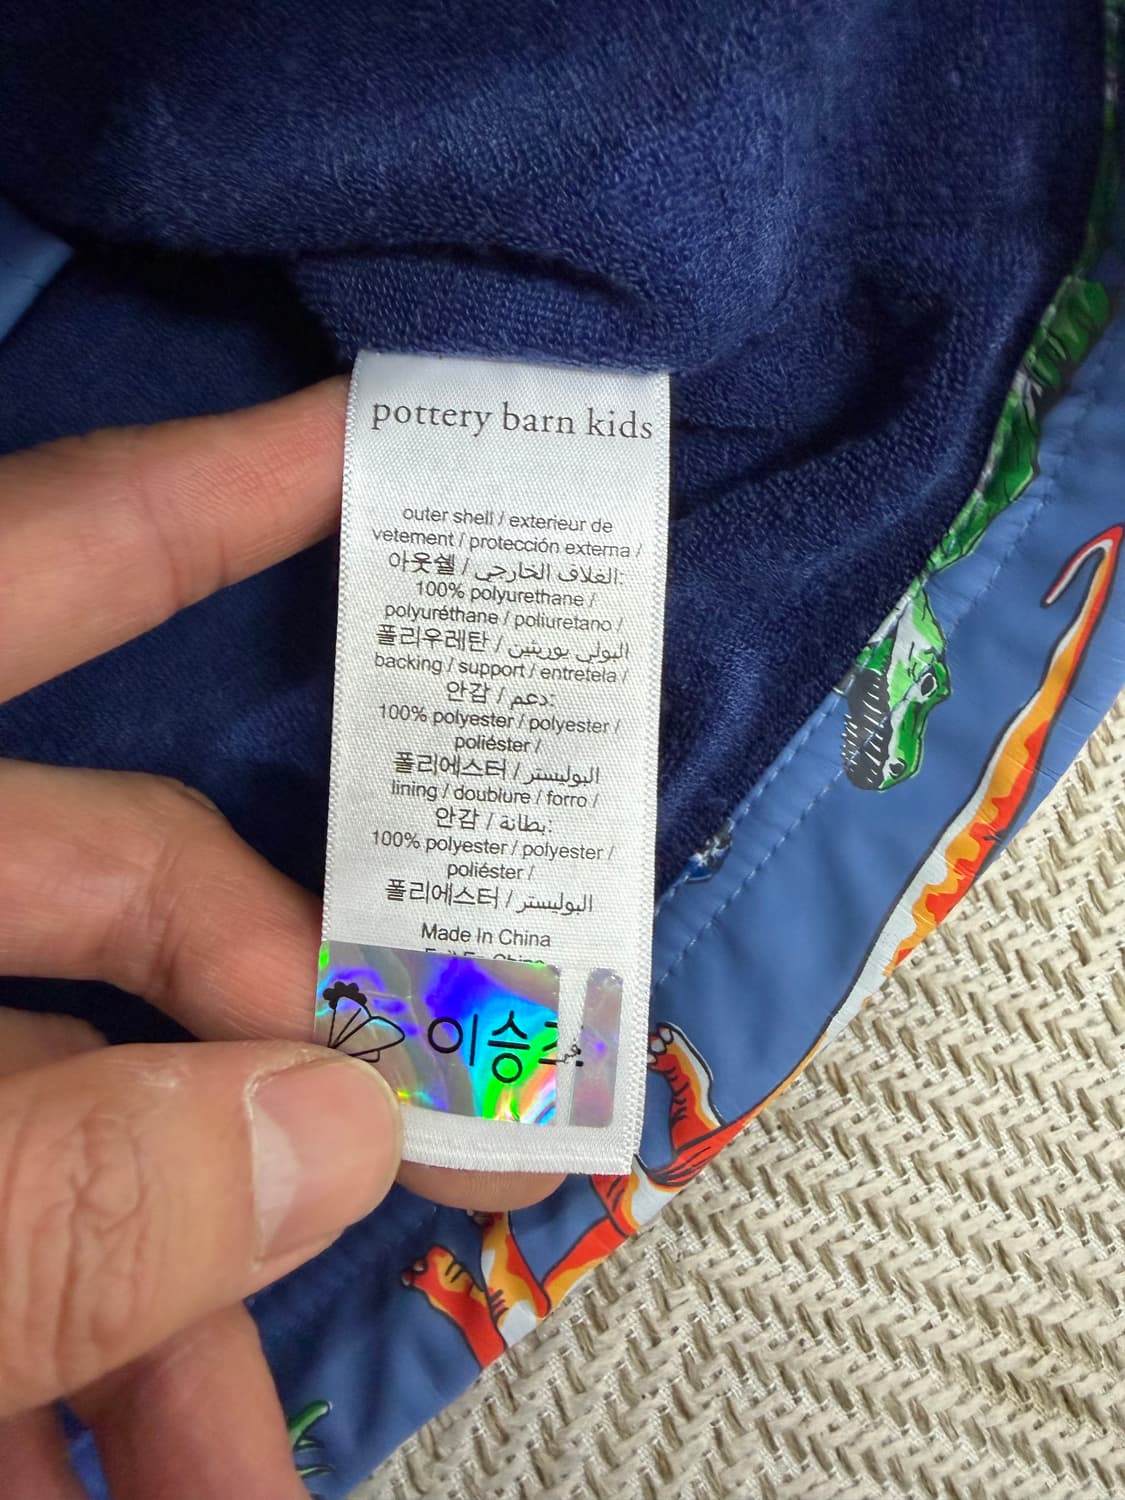 pottery barn kids
outer shell / exterieur de
vetement / protección externa /
아웃쉘 / الغلاف الخارجي:
100% polyurethane /
polyuréthane / poliuretano /
폴리우레탄 / البولي يوريثين
backing / support / entretela /
안감 / دعم:
100% polyester / polyester /
poliéster /
폴리에스터 / البوليستر
lining / doublure / forro /
안감 / بطانة:
100% polyester / polyester /
poliéster /
폴리에스터 / البوليستر
Made In China
이승